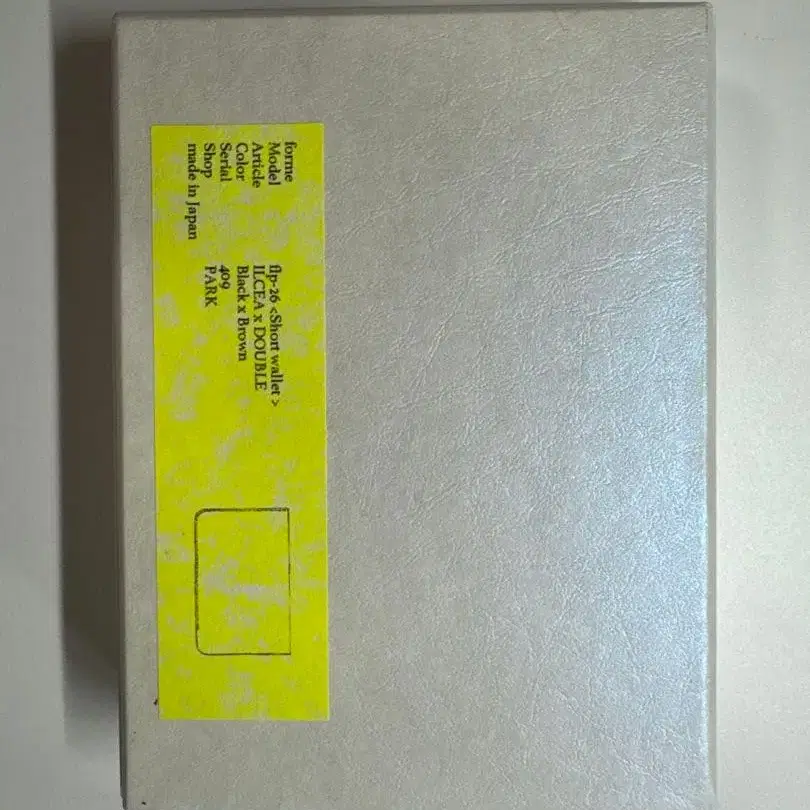 forme
Model flp-26 <Short wallet >
Article ILCEA x DOUBLE
Color Black x Brown
Serial 409
Shop PARK
made in Japan